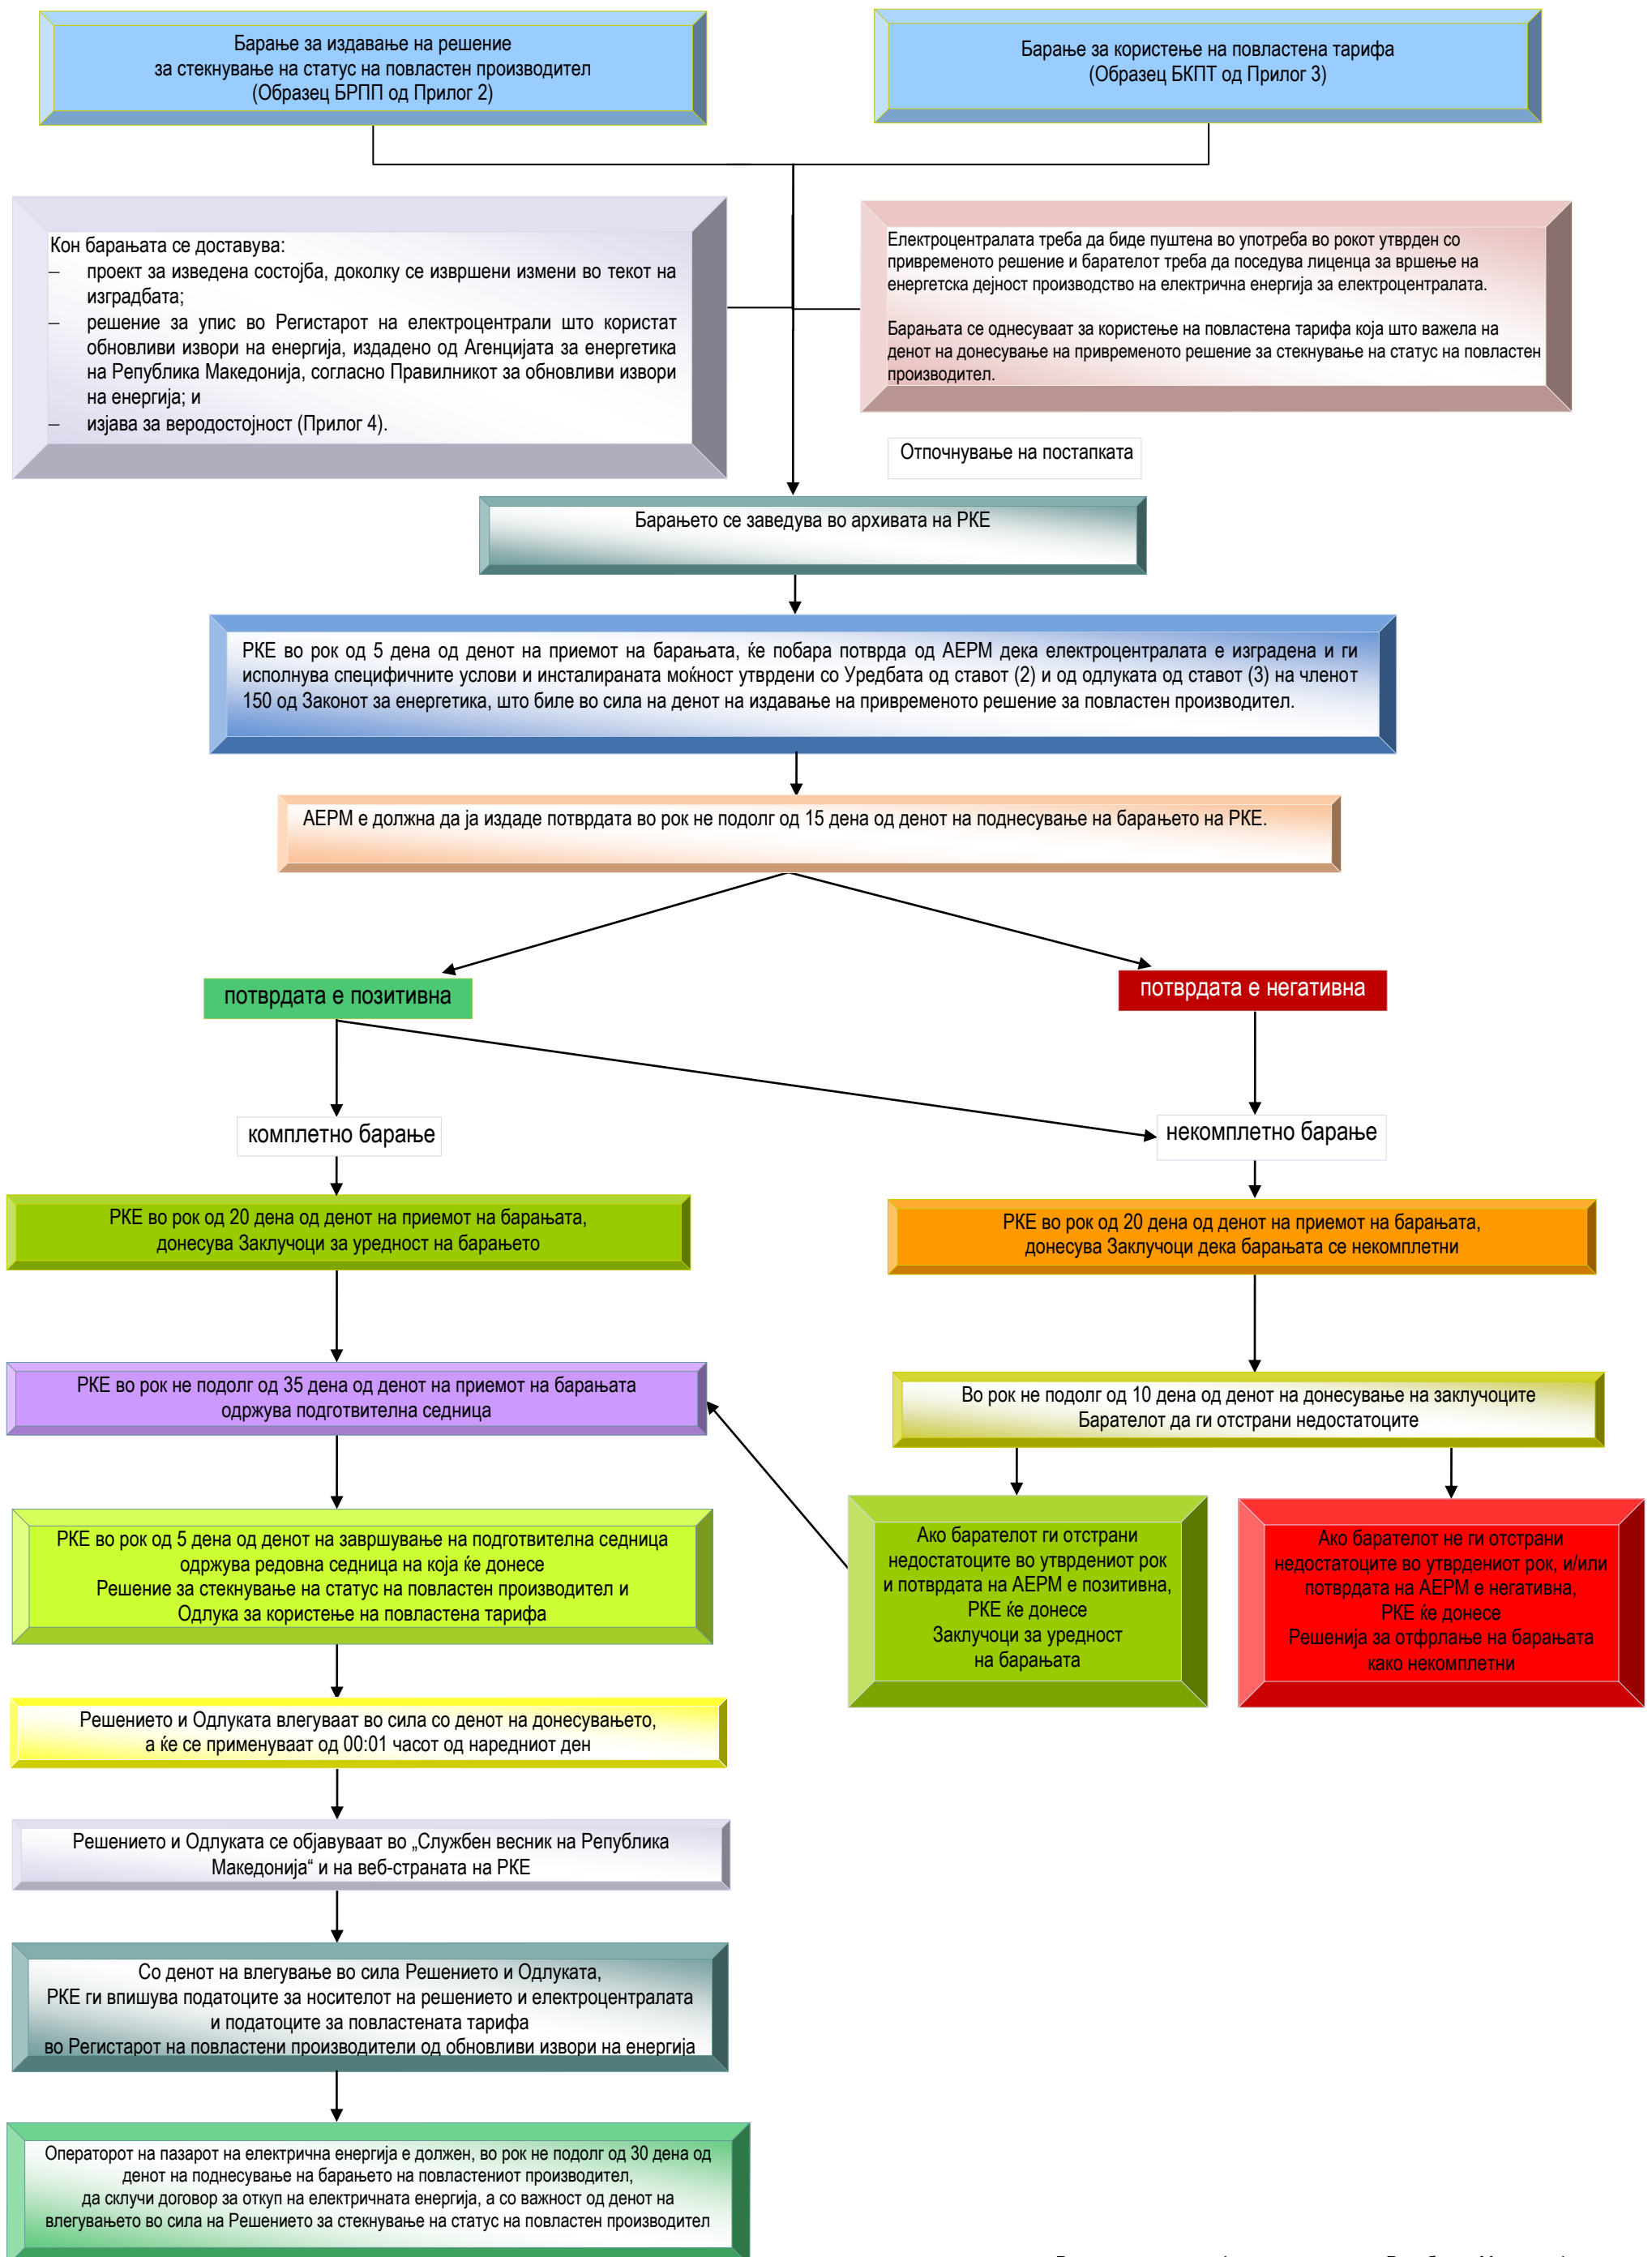 Барање за издавање на решение
за стекнување на статус на повластен производител
(Образец БРПП од Прилог 2)
Барање за користење на повластена тарифа
(Образец БКПТ од Прилог 3)
Кон барањата се доставува:
– проект за изведена состојба, доколку се извршени измени во текот на
изградбата;
– решение за упис во Регистарот на електроцентрали што користат
обновливи извори на енергија, издадено од Агенцијата за енергетика
на Република Македонија, согласно Правилникот за обновливи извори
на енергија; и
– изјава за веродостојност (Прилог 4).
Електроцентралата треба да биде пуштена во употреба во рокот утврден со
привременото решение и барателот треба да поседува лиценца за вршење на
енергетска дејност производство на електрична енергија за електроцентралата.
Барањата се однесуваат за користење на повластена тарифа која што важела на
денот на донесување на привременото решение за стекнување на статус на повластен
производител.
Отпочнување на постапката
Барањето се заведува во архивата на РКЕ
РКЕ во рок од 5 дена од денот на приемот на барањата, ќе побара потврда од АЕРМ дека електроцентралата е изградена и ги
исполнува специфичните услови и инсталираната моќност утврдени со Уредбата од ставот (2) и од одлуката од ставот (3) на членот
150 од Законот за енергетика, што биле во сила на денот на издавање на привременото решение за повластен производител.
АЕРМ е должна да ја издаде потврдата во рок не подолг од 15 дена од денот на поднесување на барањето на РКЕ.
потврдата е позитивна
потврдата е негативна
комплетно барање
некомплетно барање
РКЕ во рок од 20 дена од денот на приемот на барањата,
донесува Заклучоци за уредност на барањето
РКЕ во рок од 20 дена од денот на приемот на барањата,
донесува Заклучоци дека барањата се некомплетни
РКЕ во рок не подолг од 35 дена од денот на приемот на барањата
одржува подготвителна седница
Во рок не подолг од 10 дена од денот на донесување на заклучоците
Барателот да ги отстрани недостатоците
РКЕ во рок од 5 дена од денот на завршување на подготвителна седница
одржува редовна седница на која ќе донесе
Решение за стекнување на статус на повластен производител и
Одлука за користење на повластена тарифа
Ако барателот ги отстрани
недостатоците во утврдениот рок
и потврдата на АЕРМ е позитивна,
РКЕ ќе донесе
Заклучоци за уредност
на барањата
Ако барателот не ги отстрани
недостатоците во утврдениот рок, и/или
потврдата на АЕРМ е негативна,
РКЕ ќе донесе
Решенија за отфрлање на барањата
како некомплетни
Решението и Одлуката влегуваат во сила со денот на донесувањето,
а ќе се применуваат од 00:01 часот од наредниот ден
Решението и Одлуката се објавуваат во „Службен весник на Република
Македонија“ и на веб-страната на РКЕ
Со денот на влегување во сила Решението и Одлуката,
РКЕ ги впишува податоците за носителот на решението и електроцентралата
и податоците за повластената тарифа
во Регистарот на повластени производители од обновливи извори на енергија
Операторот на пазарот на електрична енергија е должен, во рок не подолг од 30 дена од
денот на поднесување на барањето на повластениот производител,
да склучи договор за откуп на електричната енергија, а со важност од денот на
влегувањето во сила на Решението за стекнување на статус на повластен производител